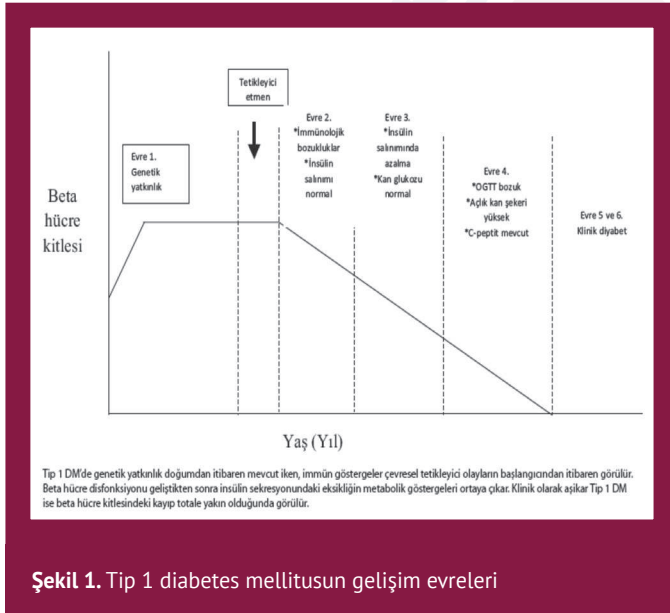 Tetikleyici
etmen
Evre 1.
Genetik
yatkınlık
Evre 2.
*İmmünolojik
bozukluklar
*İnsülin
salınımı
normal
Evre 3.
*İnsülin
salınımında
azalma
*Kan glukozu
normal
Evre 4.
*OGTT bozuk
*Açlık kan şekeri
yüksek
*C-peptit mevcut
Evre 5 ve 6.
Klinik diyabet
Beta
hücre
kitlesi
Yaş (Yıl)
Tip 1 DM'de genetik yatkınlık doğumdan itibaren mevcut iken, immün göstergeler çevresel tetikleyici olayların başlangıcından itibaren görülür.
Beta hücre disfonksiyonu geliştikten sonra insülin sekresyonundaki eksikliğin metabolik göstergeleri ortaya çıkar. Klinik olarak aşikar Tip 1 DM
ise beta hücre kitlesindeki kayıp totale yakın olduğunda görülür.
Şekil 1. Tip 1 diabetes mellitusun gelişim evreleri